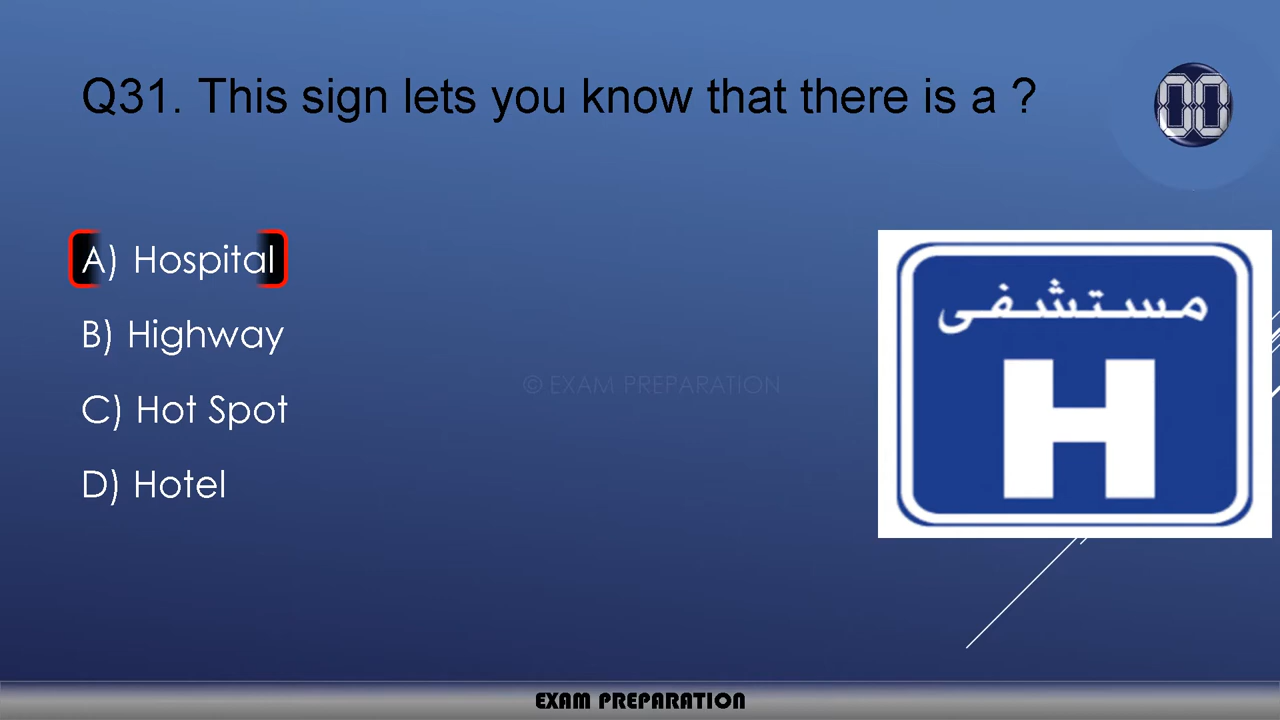 Q31. This sign lets you know that there is a ?
00
A) Hospital
B) Highway
C) Hot Spot
D) Hotel
مستشفى
H
© EXAM PREPARATION
EXAM PREPARATION